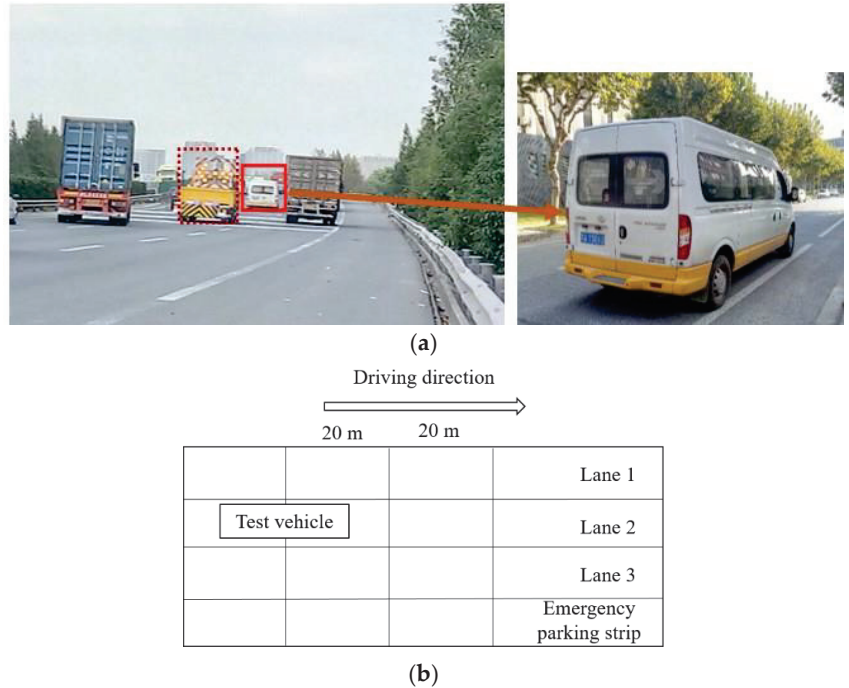 (a)
Driving direction
20 m 20 m
Lane 1
Test vehicle
Lane 2
Lane 3
Emergency
parking strip
(b)